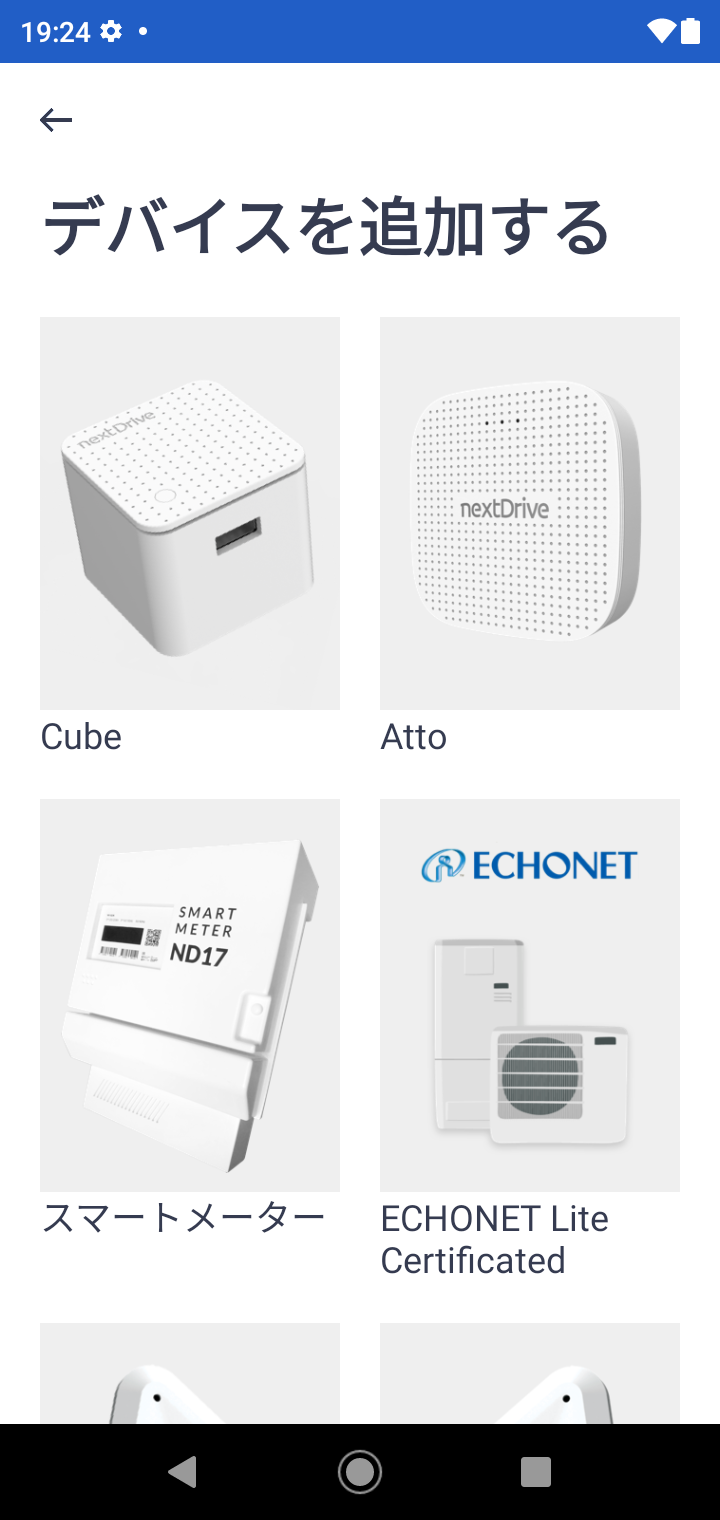 19:24
デバイスを追加する
nextDrive
nextDrive
Cube
Atto
SMART
METER
ND17
ECHONET
スマートメーター
ECHONET Lite
Certificated